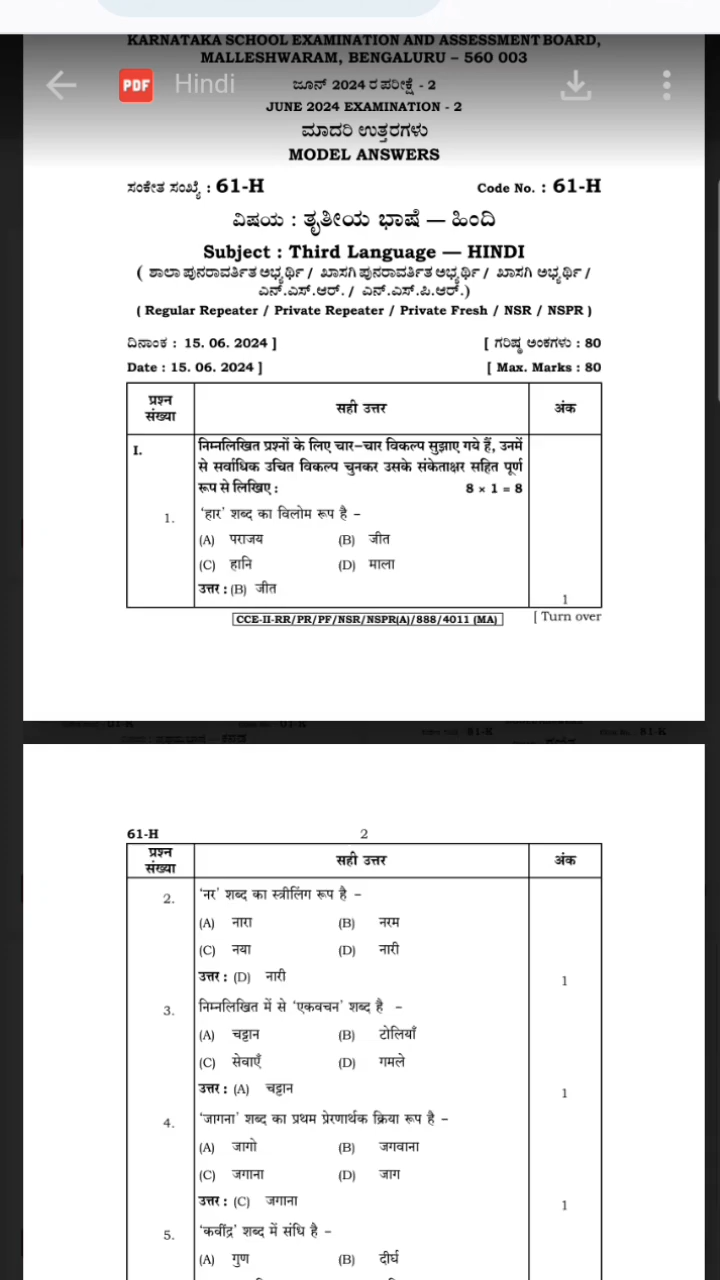 KARNATAKA SCHOOL EXAMINATION AND ASSESSMENT BOARD,
MALLESHWARAM, BENGALURU – 560 003
PDF Hindi
ಜೂನ್ 2024 ರ ಪರೀಕ್ಷೆ - 2
JUNE 2024 EXAMINATION - 2
ಮಾದರಿ ಉತ್ತರಗಳು
MODEL ANSWERS
ಸಂಕೇತ ಸಂಖ್ಯೆ : 61-H Code No. : 61-H
ವಿಷಯ : ತೃತೀಯ ಭಾಷೆ — ಹಿಂದಿ
Subject : Third Language — HINDI
( ಶಾಲಾ ಪುನರಾವರ್ತಿತ ಅಭ್ಯರ್ಥಿ / ಖಾಸಗಿ ಪುನರಾವರ್ತಿತ ಅಭ್ಯರ್ಥಿ / ಖಾಸಗಿ ಅಭ್ಯರ್ಥಿ /
ಎನ್.ಎಸ್.ಆರ್. / ಎನ್.ಎಸ್.ಪಿ.ಆರ್.)
( Regular Repeater / Private Repeater / Private Fresh / NSR / NSPR )
ದಿನಾಂಕ : 15. 06. 2024 ] [ ಗರಿಷ್ಠ ಅಂಕಗಳು : 80
Date : 15. 06. 2024 ] [ Max. Marks : 80
प्रश्न
संख्या सही उत्तर अंक
I. निम्नलिखित प्रश्नों के लिए चार–चार विकल्प सुझाए गये हैं, उनमें
से सर्वाधिक उचित विकल्प चुनकर उसके संकेताक्षर सहित पूर्ण
रूप से लिखिए : 8 × 1 = 8
1. ‘हार’ शब्द का विलोम रूप है –
(A) पराजय (B) जीत
(C) हानि (D) माला
उत्तर : (B) जीत
1
CCE-II-RR/PR/PF/NSR/NSPR(A)/888/4011 (MA) [ Turn over
61-H 2
प्रश्न
संख्या सही उत्तर अंक
2. ‘नर’ शब्द का स्त्रीलिंग रूप है –
(A) नारा (B) नरम
(C) नया (D) नारी
उत्तर : (D) नारी 1
3. निम्नलिखित में से ‘एकवचन’ शब्द है –
(A) चट्टान (B) टोलियाँ
(C) सेवाएँ (D) गमले
उत्तर : (A) चट्टान 1
4. ‘जागना’ शब्द का प्रथम प्रेरणार्थक क्रिया रूप है –
(A) जागो (B) जगवाना
(C) जगाना (D) जाग
उत्तर : (C) जगाना 1
5. ‘कवींद्र’ शब्द में संधि है –
(A) गुण (B) दीर्घ